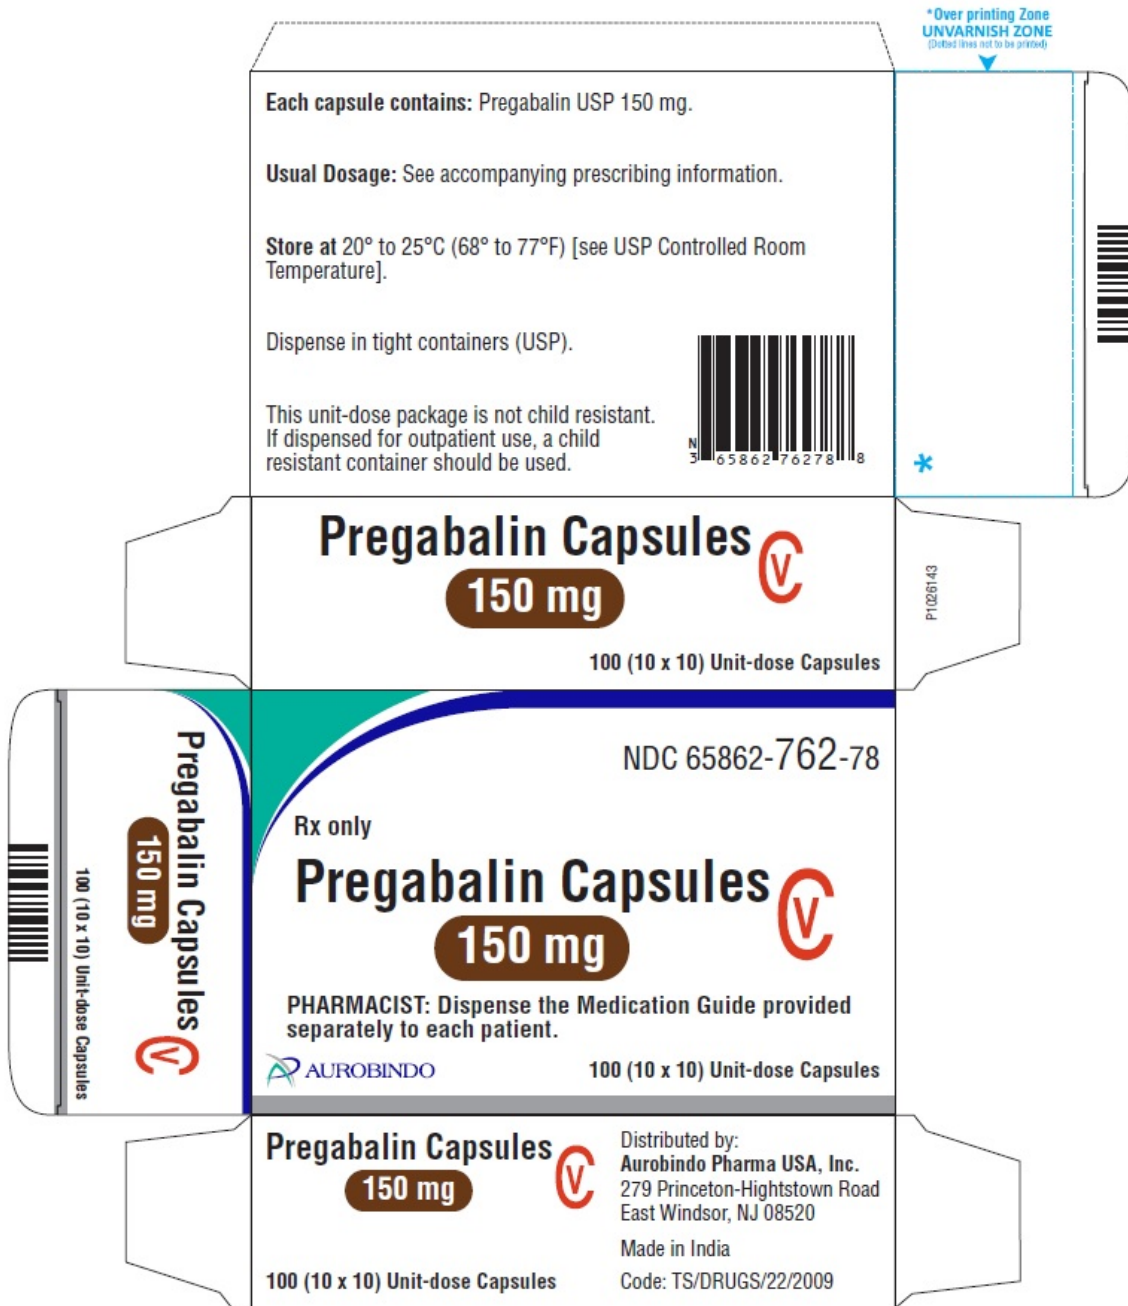 *Over printing Zone
UNVARNISH ZONE
(Dotted lines not to be printed)
Each capsule contains: Pregabalin USP 150 mg.
Usual Dosage: See accompanying prescribing information.
Store at 20° to 25°C (68° to 77°F) [see USP Controlled Room
Temperature].
Dispense in tight containers (USP).
This unit-dose package is not child resistant.
If dispensed for outpatient use, a child
resistant container should be used.
N
3 65862 76278 8
*
Pregabalin Capsules
CV
150 mg
100 (10 x 10) Unit-dose Capsules
P1026143
Pregabalin Capsules
CV
150 mg
100 (10 x 10) Unit-dose Capsules
NDC 65862-762-78
Rx only
Pregabalin Capsules
CV
150 mg
PHARMACIST: Dispense the Medication Guide provided
separately to each patient.
AUROBINDO
100 (10 x 10) Unit-dose Capsules
Pregabalin Capsules
CV
150 mg
100 (10 x 10) Unit-dose Capsules
Distributed by:
Aurobindo Pharma USA, Inc.
279 Princeton-Hightstown Road
East Windsor, NJ 08520
Made in India
Code: TS/DRUGS/22/2009